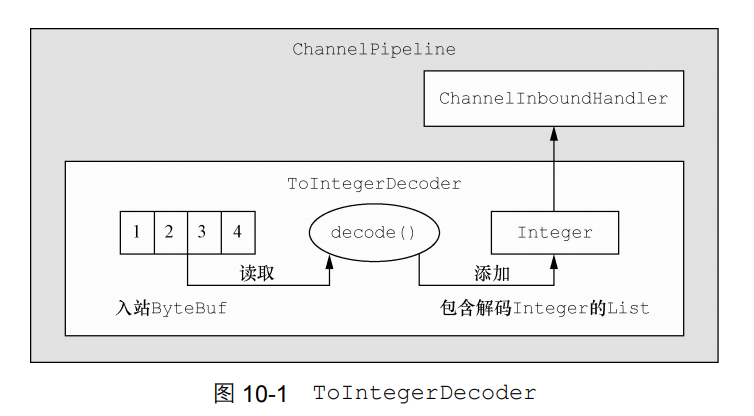 ChannelPipeline
ChannelInboundHandler
ToIntegerDecoder
1 2 3 4
decode()
Integer
读取
添加
入站ByteBuf
包含解码Integer的List
图 10-1 ToIntegerDecoder